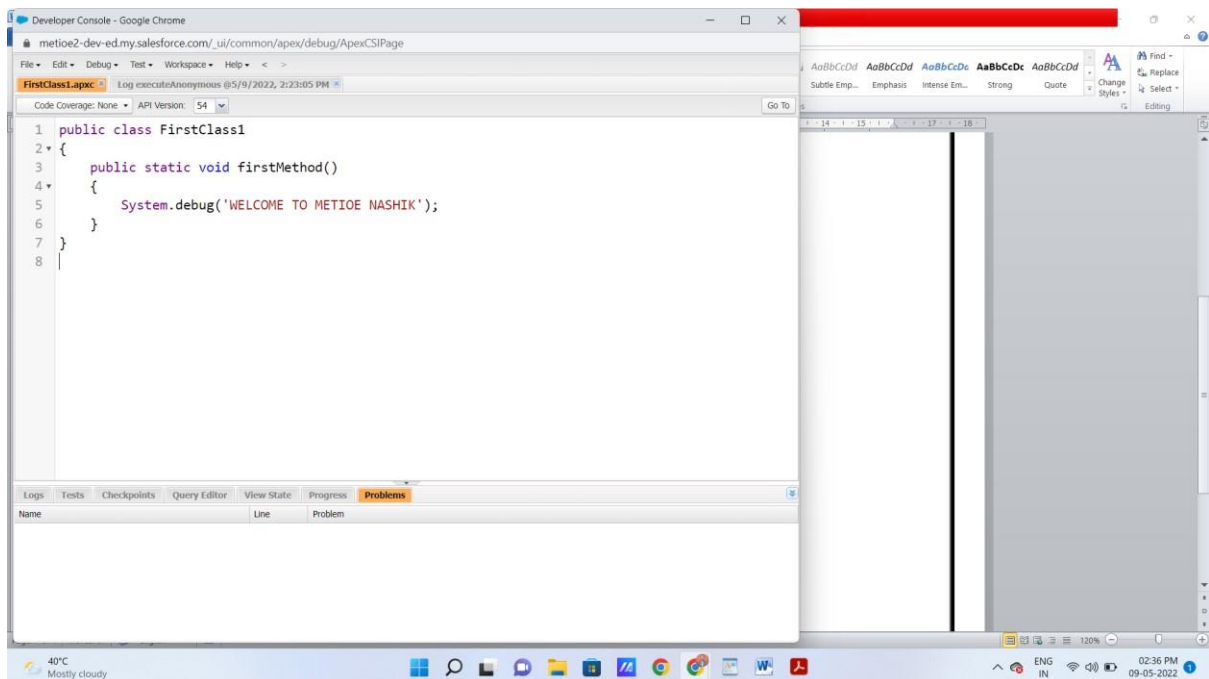 Developer Console - Google Chrome
metioe2-dev-ed.my.salesforce.com/_ui/common/apex/debug/ApexCSIPage
File Edit Debug Test Workspace Help < >
FirstClass1.apxc Log executeAnonymous @5/9/2022, 2:23:05 PM
Code Coverage: None API Version: 54 Go To
1 public class FirstClass1
2 {
3 public static void firstMethod()
4 {
5 System.debug('WELCOME TO METIOE NASHIK');
6 }
7 }
8
Logs Tests Checkpoints Query Editor View State Progress Problems
Name Line Problem
AaBbCcDd AaBbCcDd AaBbCcDc AaBbCcDc AaBbCcDd
Subtle Emp... Emphasis Intense Em... Strong Quote
Change Styles
Find
Replace
Select
Editing
14 15 17 18
120%
40°C
Mostly cloudy
ENG
IN
02:36 PM
09-05-2022
1